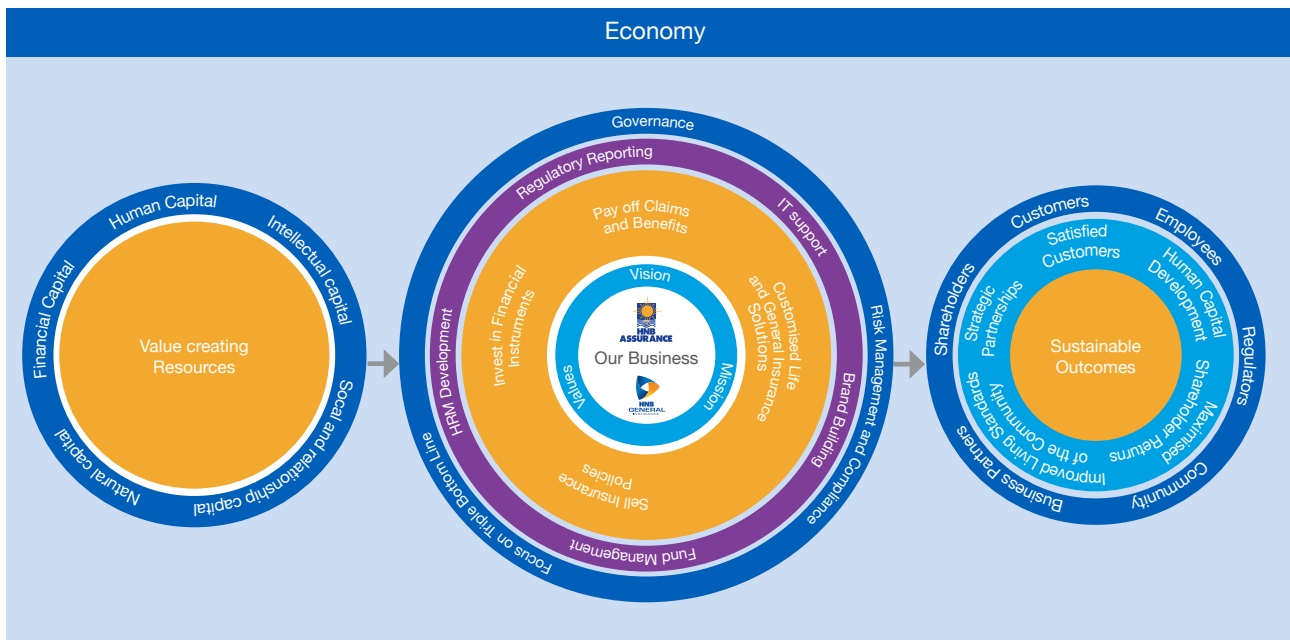 Economy
Human Capital
Intellectual capital
Financial Capital
Socal and relationship capital
Natural capital
Value creating
Resources
Governance
Risk Management and Compliance
Focus on Triple Bottom Line
Regulatory Reporting
IT support
Brand Building
Fund Management
HRM Development
Pay off Claims
and Benefits
Customised Life
and General Insurance
Solutions
Sell Insurance
Policies
Invest in Financial
Instruments
Vision
Mission
Values
HNB
ASSURANCE
Our Business
HNB
GENERAL
INSURANCE
Customers
Employees
Regulators
Community
Business Partners
Shareholders
Satisfied
Customers
Human Capital
Development
Maximised
Shareholder Returns
Improved Living Standards
of the Community
Strategic
Partnerships
Sustainable
Outcomes